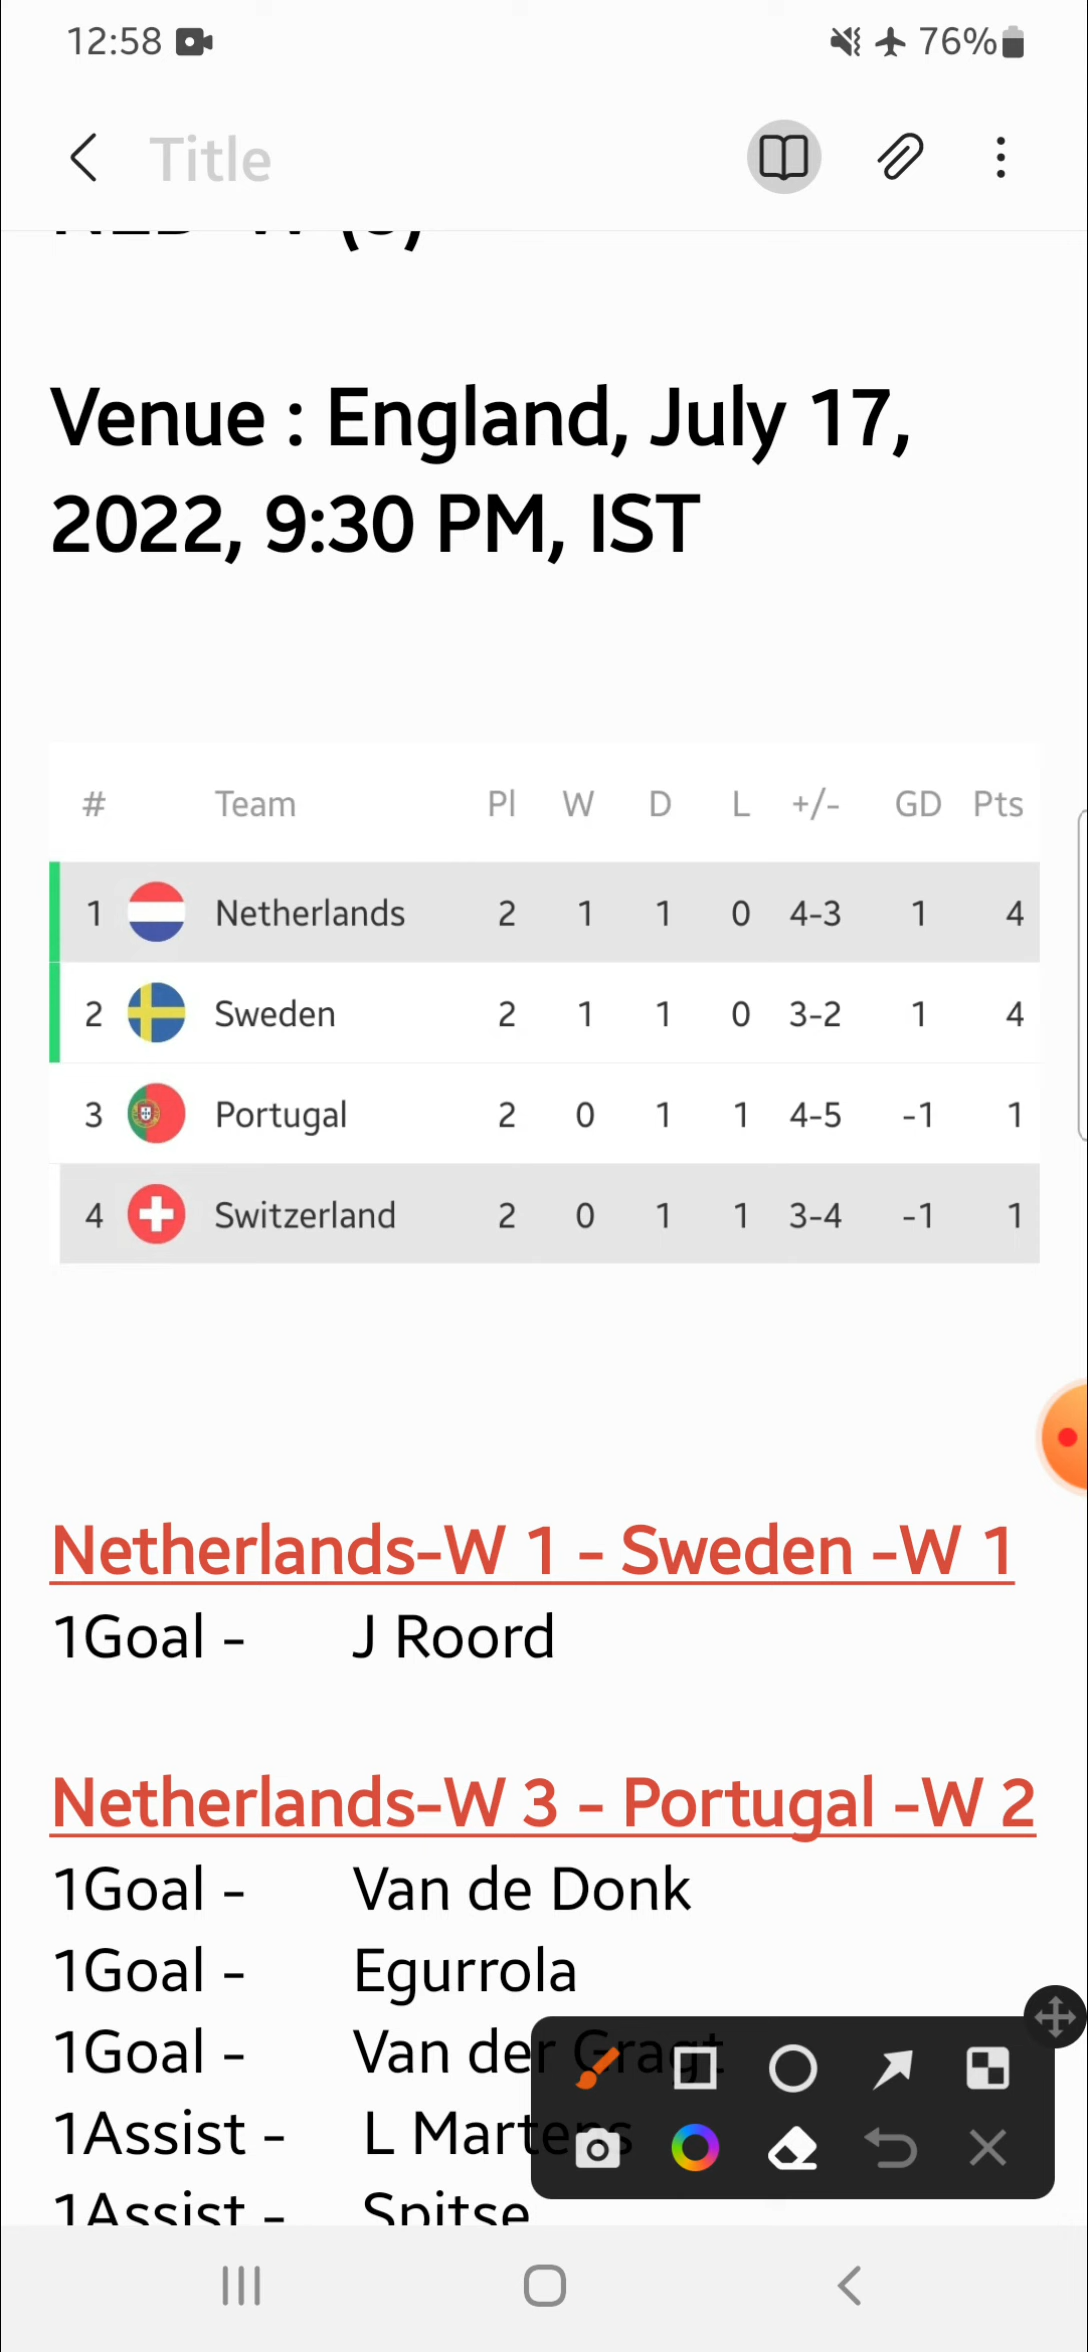 12:58 76%
Title
Venue : England, July 17,
2022, 9:30 PM, IST
# Team Pl W D L +/- GD Pts
1 Netherlands 2 1 1 0 4-3 1 4
2 Sweden 2 1 1 0 3-2 1 4
3 Portugal 2 0 1 1 4-5 -1 1
4 Switzerland 2 0 1 1 3-4 -1 1
Netherlands-W 1 - Sweden -W 1
1Goal - J Roord
Netherlands-W 3 - Portugal -W 2
1Goal - Van de Donk
1Goal - Egurrola
1Goal - Van der Gragt
1Assist - L Martens
1Assist - Spitse